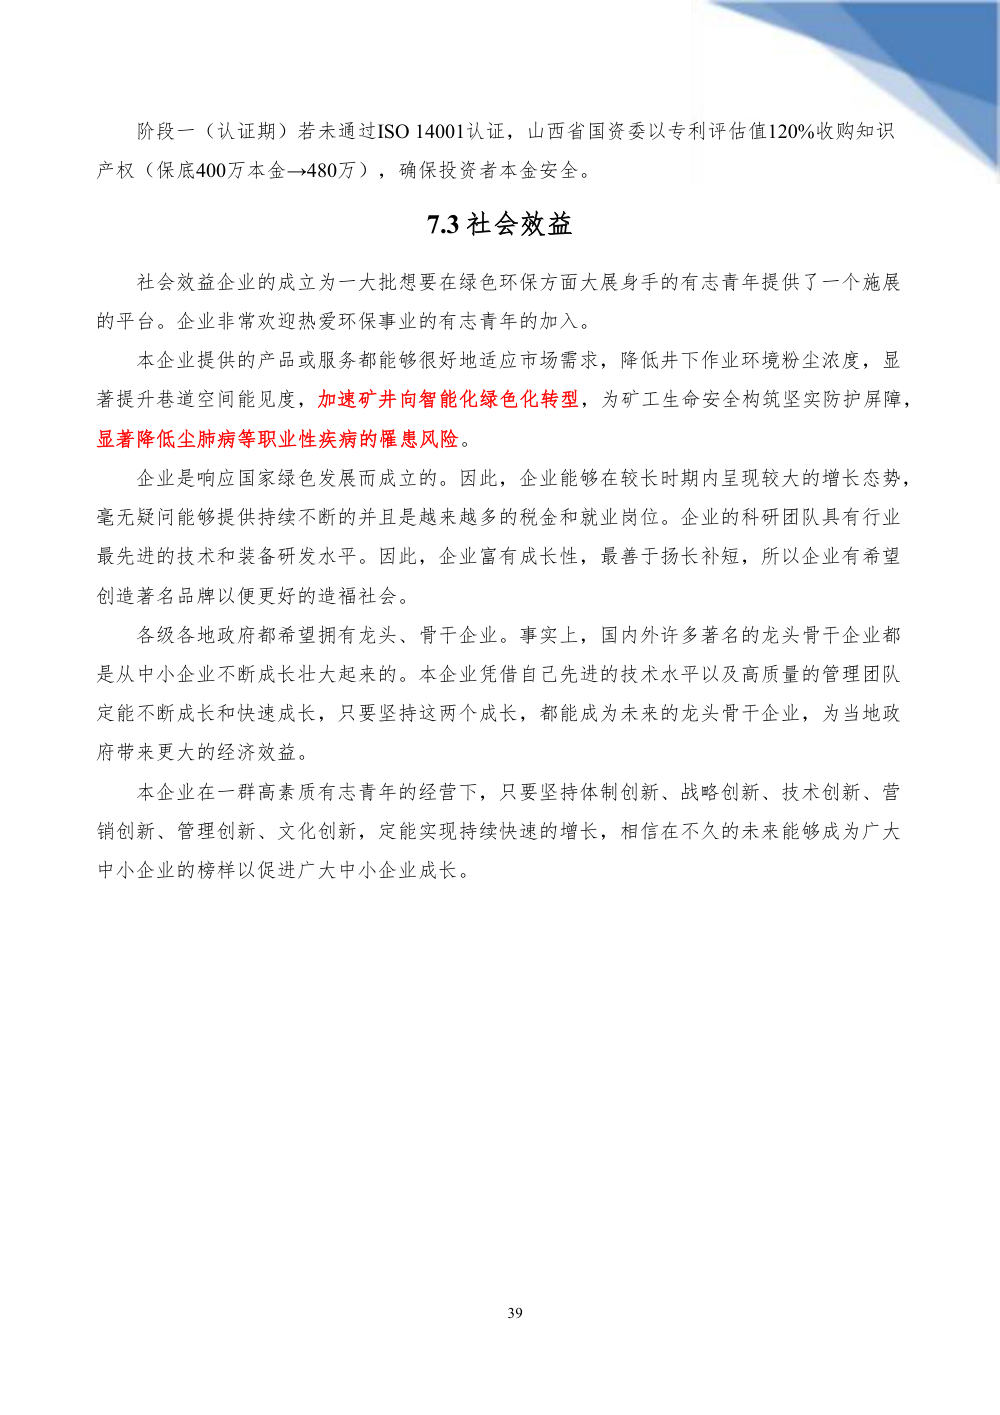 阶段一（认证期）若未通过ISO 14001认证，山西省国资委以专利评估值120%收购知识
产权（保底400万本金→480万），确保投资者本金安全。
7.3 社会效益
社会效益企业的成立为一大批想要在绿色环保方面大展身手的有志青年提供了一个施展
的平台。企业非常欢迎热爱环保事业的有志青年的加入。
本企业提供的产品或服务都能够很好地适应市场需求，降低井下作业环境粉尘浓度，显
著提升巷道空间能见度，加速矿井向智能化绿色化转型，为矿工生命安全构筑坚实防护屏障，
显著降低尘肺病等职业性疾病的罹患风险。
企业是响应国家绿色发展而成立的。因此，企业能够在较长时期内呈现较大的增长态势，
毫无疑问能够提供持续不断的并且是越来越多的税金和就业岗位。企业的科研团队具有行业
最先进的技术和装备研发水平。因此，企业富有成长性，最善于扬长补短，所以企业有希望
创造著名品牌以便更好的造福社会。
各级各地政府都希望拥有龙头、骨干企业。事实上，国内外许多著名的龙头骨干企业都
是从中小企业不断成长壮大起来的。本企业凭借自己先进的技术水平以及高质量的管理团队
定能不断成长和快速成长，只要坚持这两个成长，都能成为未来的龙头骨干企业，为当地政
府带来更大的经济效益。
本企业在一群高素质有志青年的经营下，只要坚持体制创新、战略创新、技术创新、营
销创新、管理创新、文化创新，定能实现持续快速的增长，相信在不久的未来能够成为广大
中小企业的榜样以促进广大中小企业成长。
39